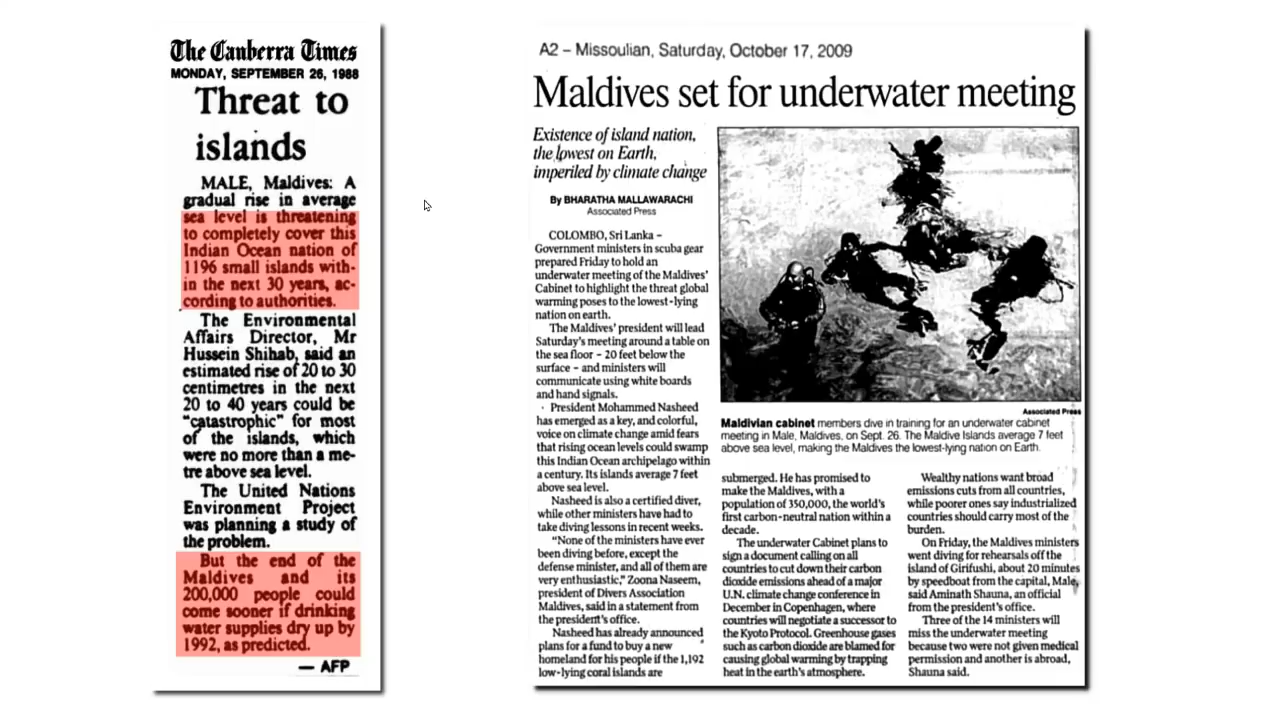 The Canberra Times
MONDAY, SEPTEMBER 26, 1988
Threat to
islands
MALE, Maldives: A
gradual rise in average
sea level is threatening
to completely cover this
Indian Ocean nation of
1196 small islands with-
in the next 30 years, ac-
cording to authorities.
The Environmental
Affairs Director, Mr
Hussein Shihab, said an
estimated rise of 20 to 30
centimetres in the next
20 to 40 years could be
"catastrophic" for most
of the islands, which
were no more than a me-
tre above sea level.
The United Nations
Environment Project
was planning a study of
the problem.
But the end of the
Maldives and its
200,000 people could
come sooner if drinking
water supplies dry up by
1992, as predicted.
— AFP
A2 – Missoulian, Saturday, October 17, 2009
Maldives set for underwater meeting
Existence of island nation,
the lowest on Earth,
imperiled by climate change
By BHARATHA MALLAWARACHI
Associated Press
COLOMBO, Sri Lanka –
Government ministers in scuba gear
prepared Friday to hold an
underwater meeting of the Maldives'
Cabinet to highlight the threat global
warming poses to the lowest-lying
nation on earth.
The Maldives' president will lead
Saturday's meeting around a table on
the sea floor – 20 feet below the
surface – and ministers will
communicate using white boards
and hand signals.
President Mohammed Nasheed
has emerged as a key, and colorful,
voice on climate change amid fears
that rising ocean levels could swamp
this Indian Ocean archipelago within
a century. Its islands average 7 feet
above sea level.
Nasheed is also a certified diver,
while other ministers have had to
take diving lessons in recent weeks.
"None of the ministers have ever
been diving before, except the
defense minister, and all of them are
very enthusiastic," Zoona Naseem,
president of Divers Association
Maldives, said in a statement from
the president's office.
Nasheed has already announced
plans for a fund to buy a new
homeland for his people if the 1,192
low-lying coral islands are
Associated Press
Maldivian cabinet members dive in training for an underwater cabinet
meeting in Male, Maldives, on Sept. 26. The Maldive Islands average 7 feet
above sea level, making the Maldives the lowest-lying nation on Earth.
submerged. He has promised to
make the Maldives, with a
population of 350,000, the world's
first carbon-neutral nation within a
decade.
The underwater Cabinet plans to
sign a document calling on all
countries to cut down their carbon
dioxide emissions ahead of a major
U.N. climate change conference in
December in Copenhagen, where
countries will negotiate a successor to
the Kyoto Protocol. Greenhouse gases
such as carbon dioxide are blamed for
causing global warming by trapping
heat in the earth's atmosphere.
Wealthy nations want broad
emissions cuts from all countries,
while poorer ones say industrialized
countries should carry most of the
burden.
On Friday, the Maldives ministers
went diving for rehearsals off the
island of Girifushi, about 20 minutes
by speedboat from the capital, Male,
said Aminath Shauna, an official
from the president's office.
Three of the 14 ministers will
miss the underwater meeting
because two were not given medical
permission and another is abroad,
Shauna said.